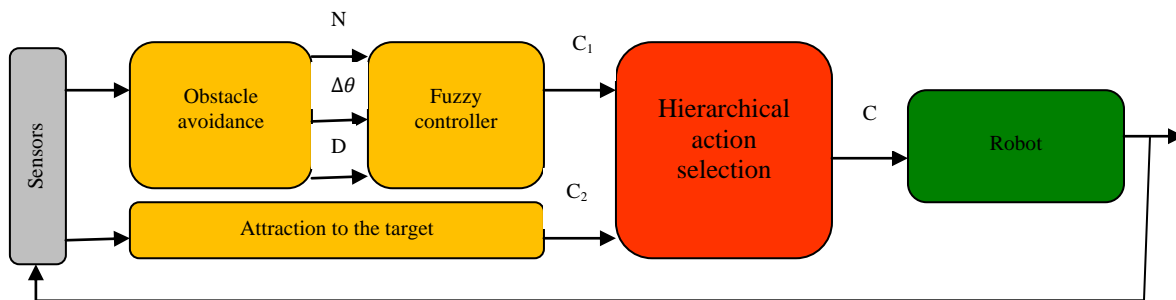 Sensors
Obstacle
avoidance
N
Δθ
D
Fuzzy
controller
C₁
Attraction to the target
C₂
Hierarchical
action
selection
C
Robot